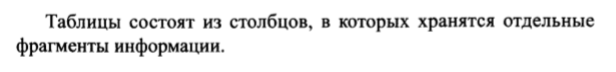 Таблицы состоят из столбцов, в которых хранятся отдельные
фрагменты информации.